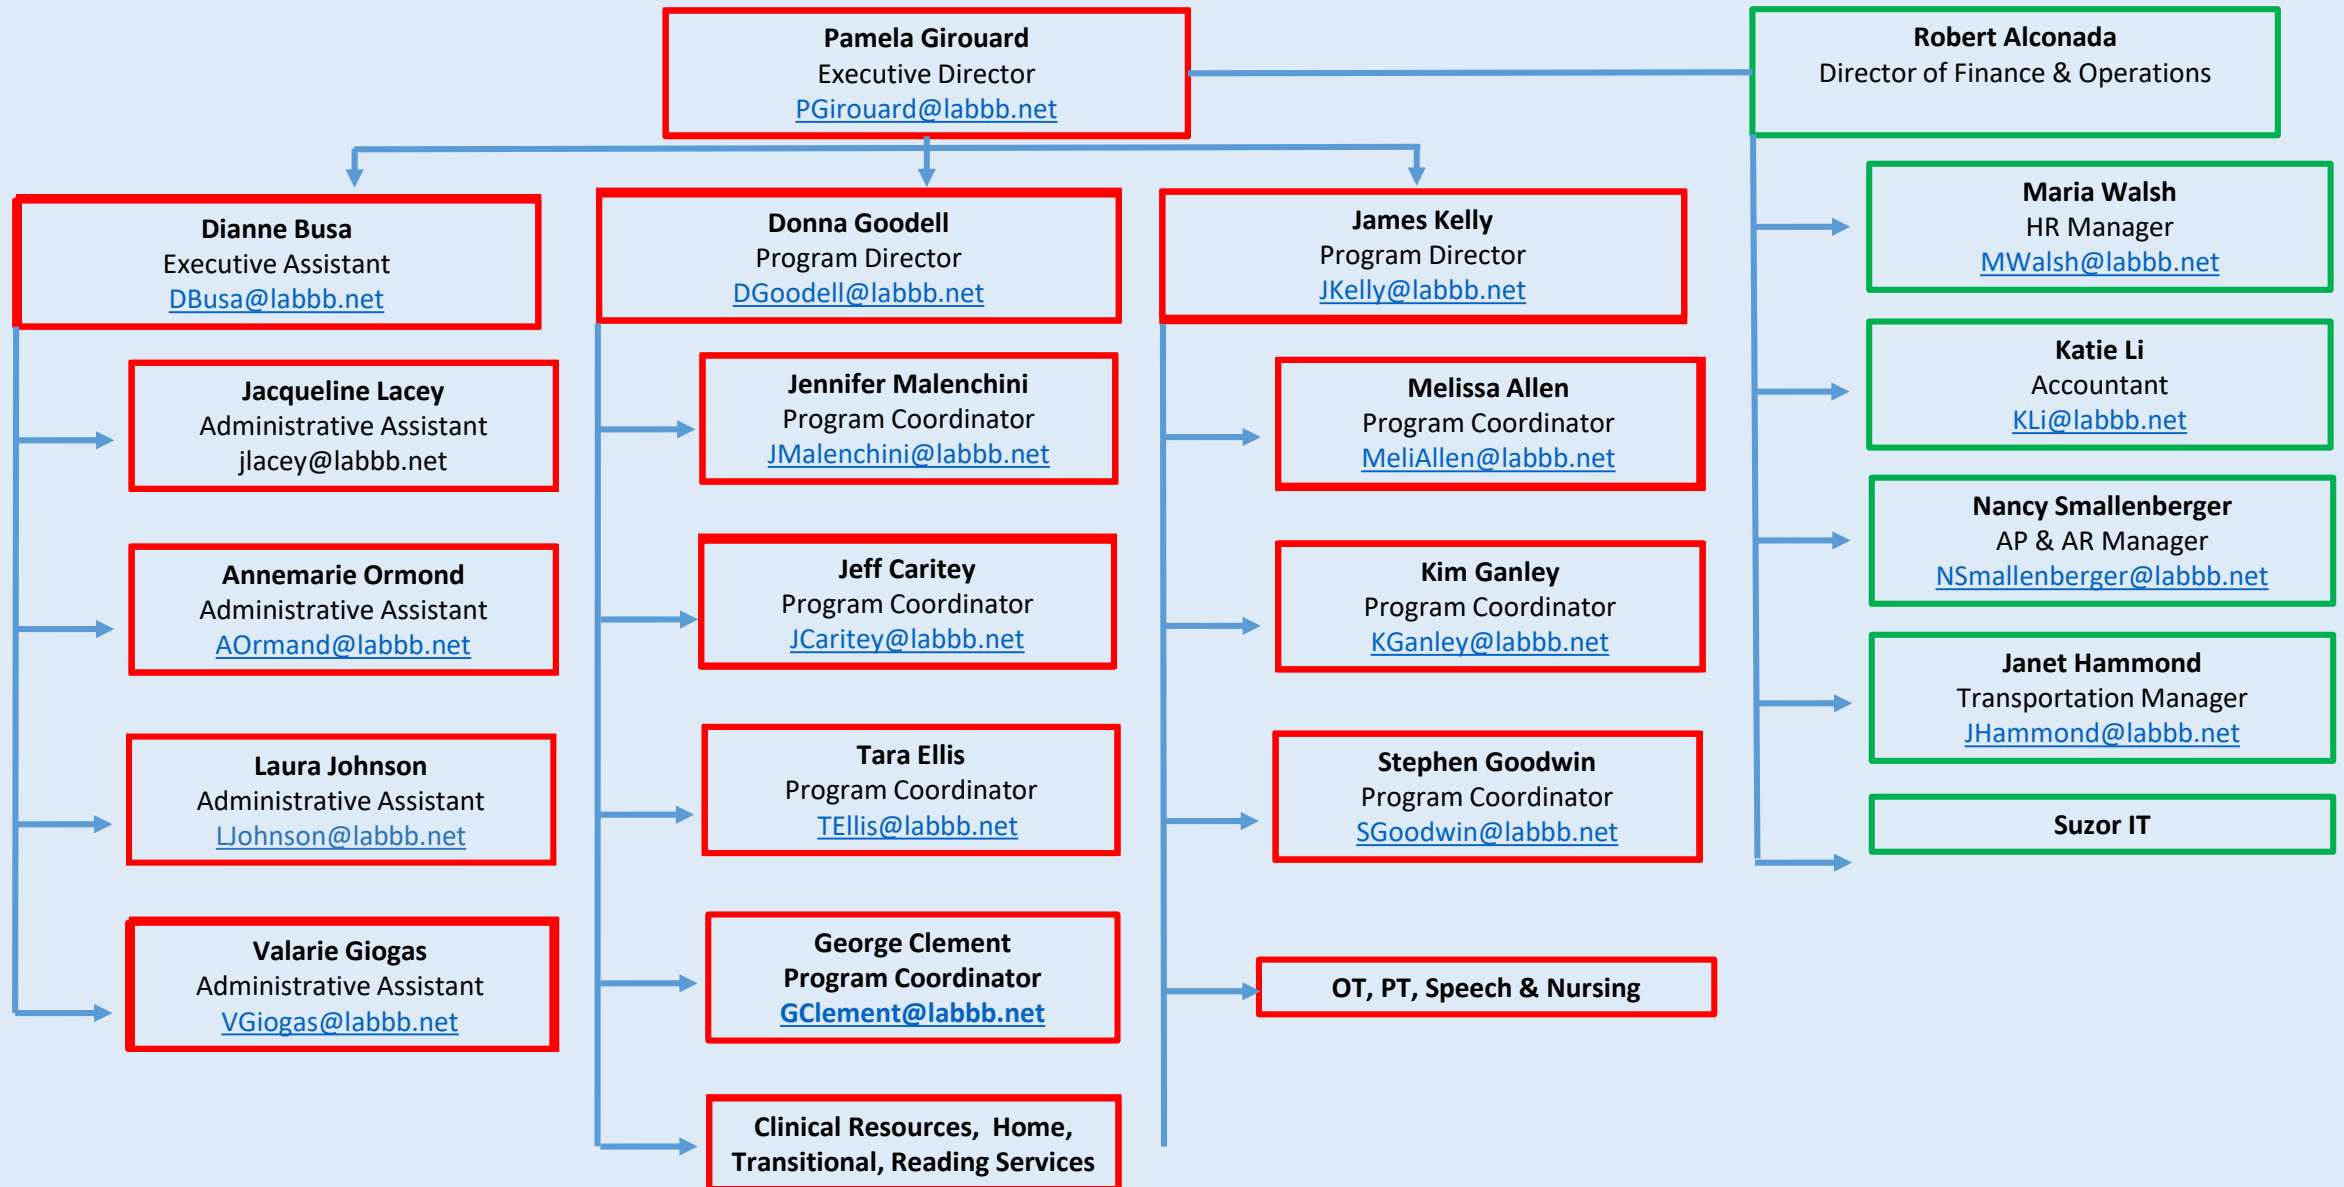 Pamela Girouard
Executive Director
PGirouard@labbb.net
Robert Alconada
Director of Finance & Operations
Dianne Busa
Executive Assistant
DBusa@labbb.net
Jacqueline Lacey
Administrative Assistant
jlacey@labbb.net
Annemarie Ormond
Administrative Assistant
AOrmand@labbb.net
Laura Johnson
Administrative Assistant
LJohnson@labbb.net
Valarie Giogas
Administrative Assistant
VGiogas@labbb.net
Donna Goodell
Program Director
DGoodell@labbb.net
Jennifer Malenchini
Program Coordinator
JMalenchini@labbb.net
Jeff Caritey
Program Coordinator
JCaritey@labbb.net
Tara Ellis
Program Coordinator
TEllis@labbb.net
George Clement
Program Coordinator
GClement@labbb.net
Clinical Resources, Home,
Transitional, Reading Services
James Kelly
Program Director
JKelly@labbb.net
Melissa Allen
Program Coordinator
MeliAllen@labbb.net
Kim Ganley
Program Coordinator
KGanley@labbb.net
Stephen Goodwin
Program Coordinator
SGoodwin@labbb.net
OT, PT, Speech & Nursing
Maria Walsh
HR Manager
MWalsh@labbb.net
Katie Li
Accountant
KLi@labbb.net
Nancy Smallenberger
AP & AR Manager
NSmallenberger@labbb.net
Janet Hammond
Transportation Manager
JHammond@labbb.net
Suzor IT